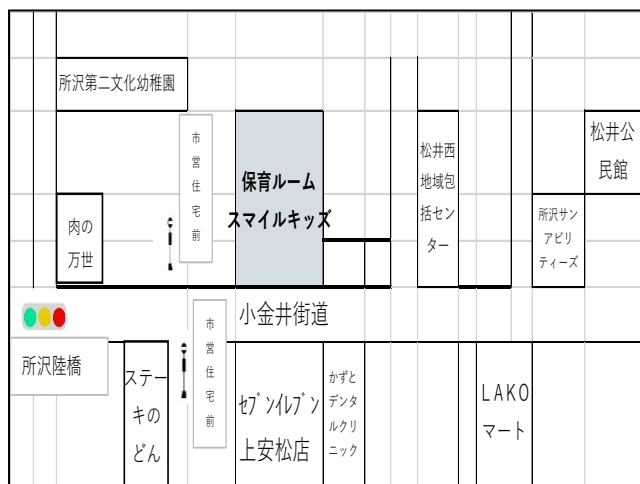 所沢第二文化幼稚園
市営住宅前
保育ルーム
スマイルキッズ
松井西
地域包
括セン
ター
松井公
民館
肉の
万世
所沢サン
アビリ
ティーズ
小金井街道
所沢陸橋
ステー
キの
どん
市営住宅前
セブンイレブン
上安松店
かずと
デンタ
ルクリ
ニック
LAKO
マート